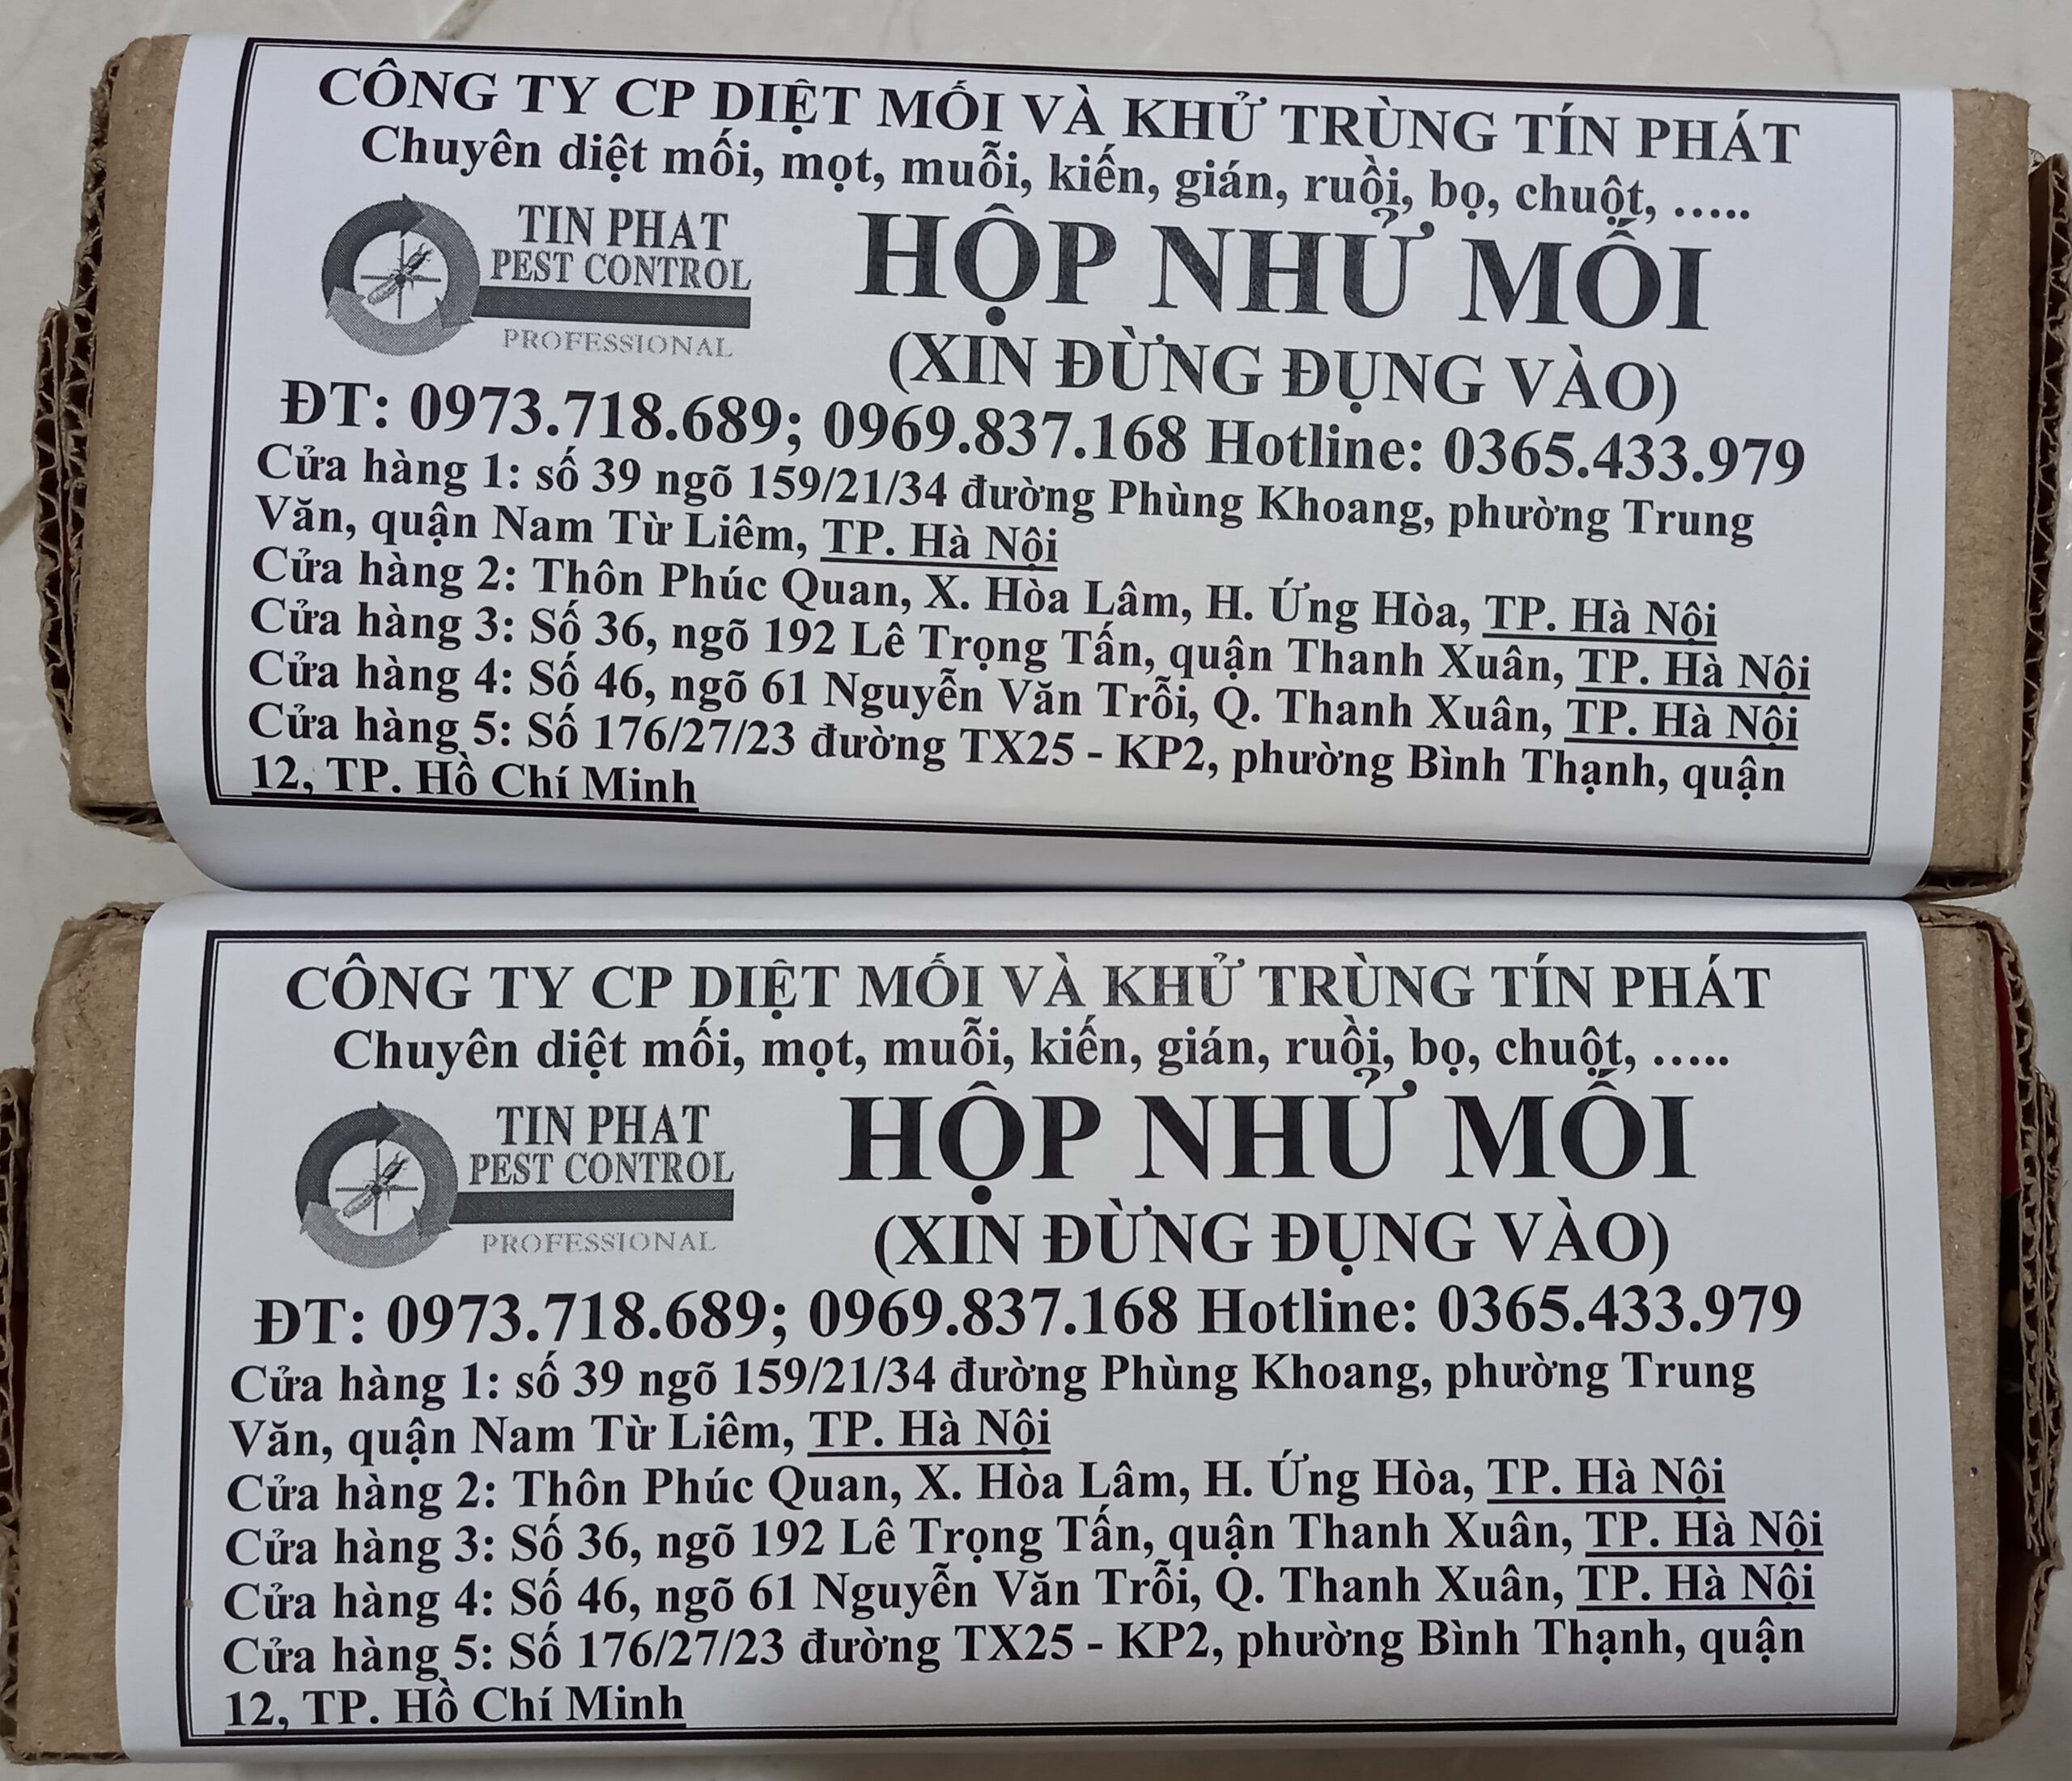 CÔNG TY CP DIỆT MỐI VÀ KHỬ TRÙNG TÍN PHÁT
Chuyên diệt mối, mọt, muỗi, kiến, gián, ruồi, bọ, chuột, …..
TIN PHAT
PEST CONTROL
PROFESSIONAL
HỘP NHỬ MỐI
(XIN ĐỪNG ĐỤNG VÀO)
ĐT: 0973.718.689; 0969.837.168 Hotline: 0365.433.979
Cửa hàng 1: số 39 ngõ 159/21/34 đường Phùng Khoang, phường Trung
Văn, quận Nam Từ Liêm, TP. Hà Nội
Cửa hàng 2: Thôn Phúc Quan, X. Hòa Lâm, H. Ứng Hòa, TP. Hà Nội
Cửa hàng 3: Số 36, ngõ 192 Lê Trọng Tấn, quận Thanh Xuân, TP. Hà Nội
Cửa hàng 4: Số 46, ngõ 61 Nguyễn Văn Trỗi, Q. Thanh Xuân, TP. Hà Nội
Cửa hàng 5: Số 176/27/23 đường TX25 - KP2, phường Bình Thạnh, quận
12, TP. Hồ Chí Minh
CÔNG TY CP DIỆT MỐI VÀ KHỬ TRÙNG TÍN PHÁT
Chuyên diệt mối, mọt, muỗi, kiến, gián, ruồi, bọ, chuột, …..
TIN PHAT
PEST CONTROL
PROFESSIONAL
HỘP NHỬ MỐI
(XIN ĐỪNG ĐỤNG VÀO)
ĐT: 0973.718.689; 0969.837.168 Hotline: 0365.433.979
Cửa hàng 1: số 39 ngõ 159/21/34 đường Phùng Khoang, phường Trung
Văn, quận Nam Từ Liêm, TP. Hà Nội
Cửa hàng 2: Thôn Phúc Quan, X. Hòa Lâm, H. Ứng Hòa, TP. Hà Nội
Cửa hàng 3: Số 36, ngõ 192 Lê Trọng Tấn, quận Thanh Xuân, TP. Hà Nội
Cửa hàng 4: Số 46, ngõ 61 Nguyễn Văn Trỗi, Q. Thanh Xuân, TP. Hà Nội
Cửa hàng 5: Số 176/27/23 đường TX25 - KP2, phường Bình Thạnh, quận
12, TP. Hồ Chí Minh